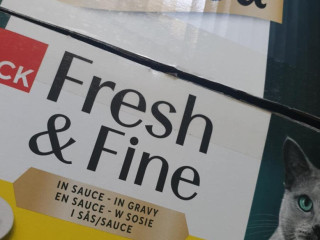 CK
Fresh
& Fine
IN SAUCE - IN GRAVY
EN SAUCE - W SOSIE
I SÅS/SAUCE